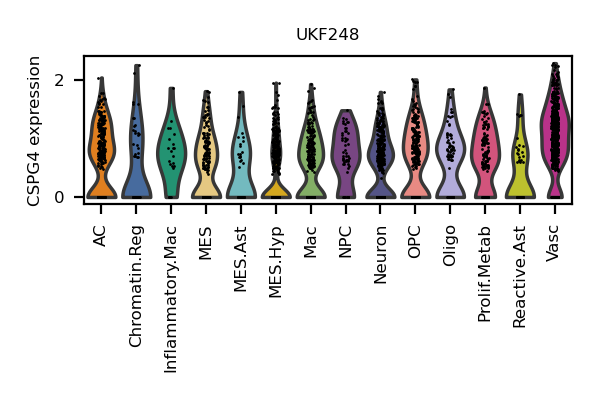 UKF248
CSPG4 expression
2
0
AC
Chromatin.Reg
Inflammatory.Mac
MES
MES.Ast
MES.Hyp
Mac
NPC
Neuron
OPC
Oligo
Prolif.Metab
Reactive.Ast
Vasc